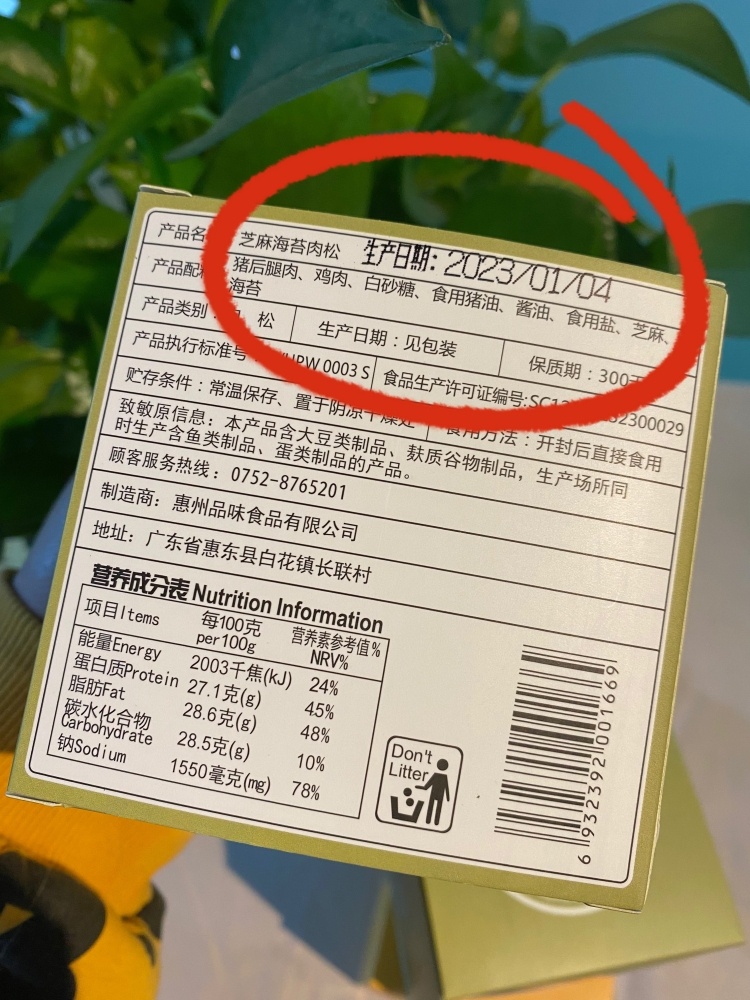 产品名 芝麻海苔肉松 生产日期: 2023/01/04
产品配 猪后腿肉、鸡肉、白砂糖、食用猪油、酱油、食用盐、芝麻、
海苔
产品类别 松 生产日期：见包装 保质期：300
产品执行标准号 0003 S 食品生产许可证编号:SC 2300029
贮存条件：常温保存、置于阴凉干燥处 食用方法：开封后直接食用
致敏原信息：本产品含大豆类制品、麸质谷物制品，生产场所同
时生产含鱼类制品、蛋类制品的产品。
顾客服务热线：0752-8765201
制造商：惠州品味食品有限公司
地址：广东省惠东县白花镇长联村
营养成分表 Nutrition Information
项目Items 每100克 per100g 营养素参考值% NRV%
能量Energy 2003千焦(kJ) 24%
蛋白质Protein 27.1克(g) 45%
脂肪Fat 28.6克(g) 48%
碳水化合物 Carbohydrate 28.5克(g) 10%
钠Sodium 1550毫克(mg) 78%
Don't
Litter
6 932392 001669